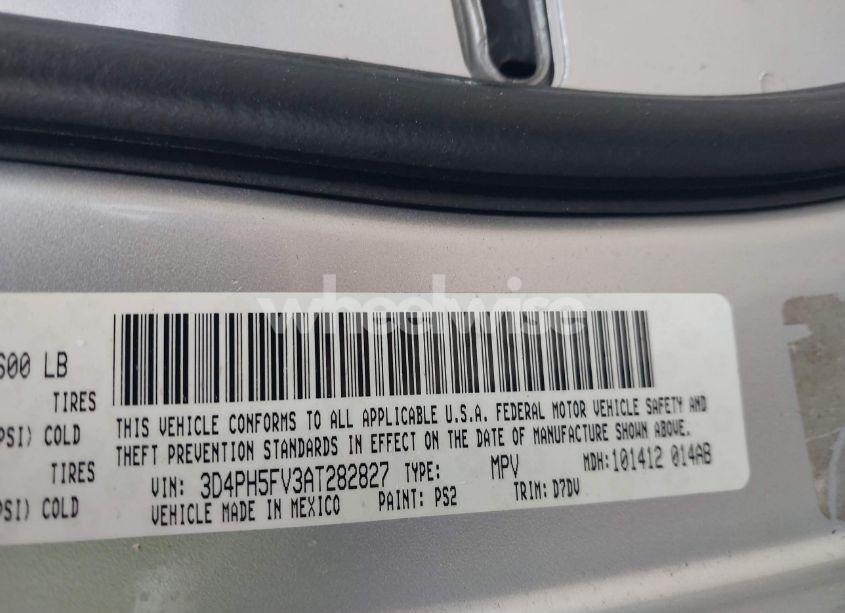 wheelwise
600 LB
TIRES
PSI) COLD
TIRES
PSI) COLD
THIS VEHICLE CONFORMS TO ALL APPLICABLE U.S.A. FEDERAL MOTOR VEHICLE SAFETY AND
THEFT PREVENTION STANDARDS IN EFFECT ON THE DATE OF MANUFACTURE SHOWN ABOVE.
VIN: 3D4PH5FV3AT282827 TYPE: MPV MDH: 101412 014AB
VEHICLE MADE IN MEXICO PAINT: PS2 TRIM: D7DV